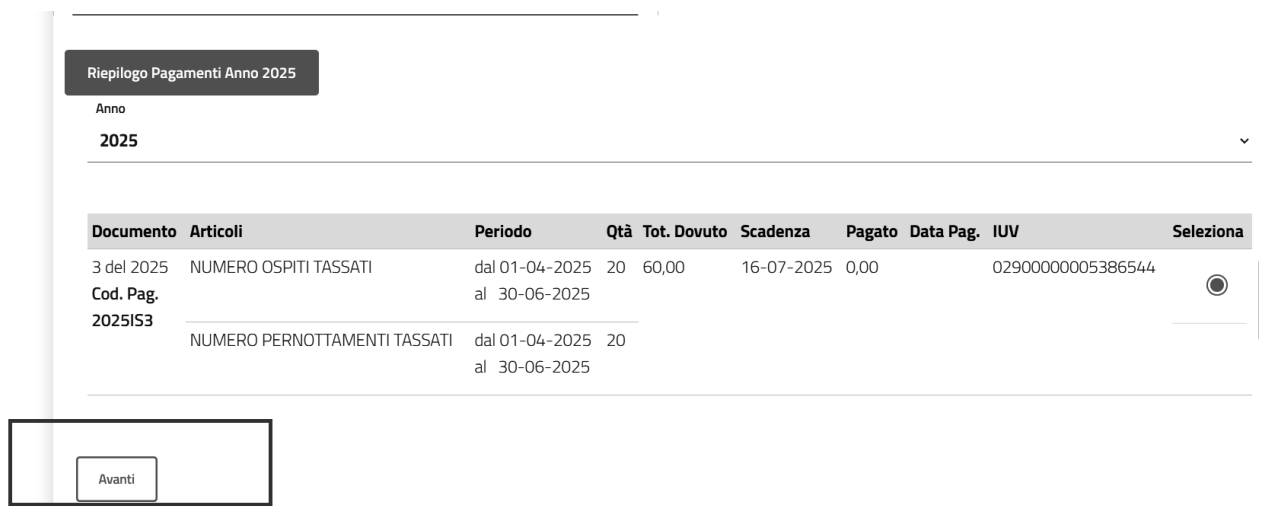 Riepilogo Pagamenti Anno 2025
Anno
2025
Documento Articoli Periodo Qtà Tot. Dovuto Scadenza Pagato Data Pag. IUV Seleziona
3 del 2025 NUMERO OSPITI TASSATI dal 01-04-2025 20 60,00 16-07-2025 0,00 02900000005386544
Cod. Pag. al 30-06-2025
2025IS3
NUMERO PERNOTTAMENTI TASSATI dal 01-04-2025 20
al 30-06-2025
Avanti